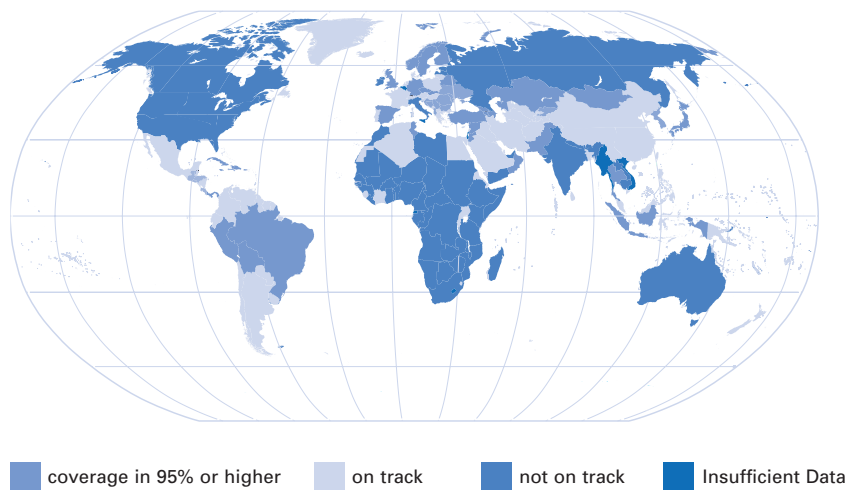 coverage in 95% or higher on track not on track Insufficient Data